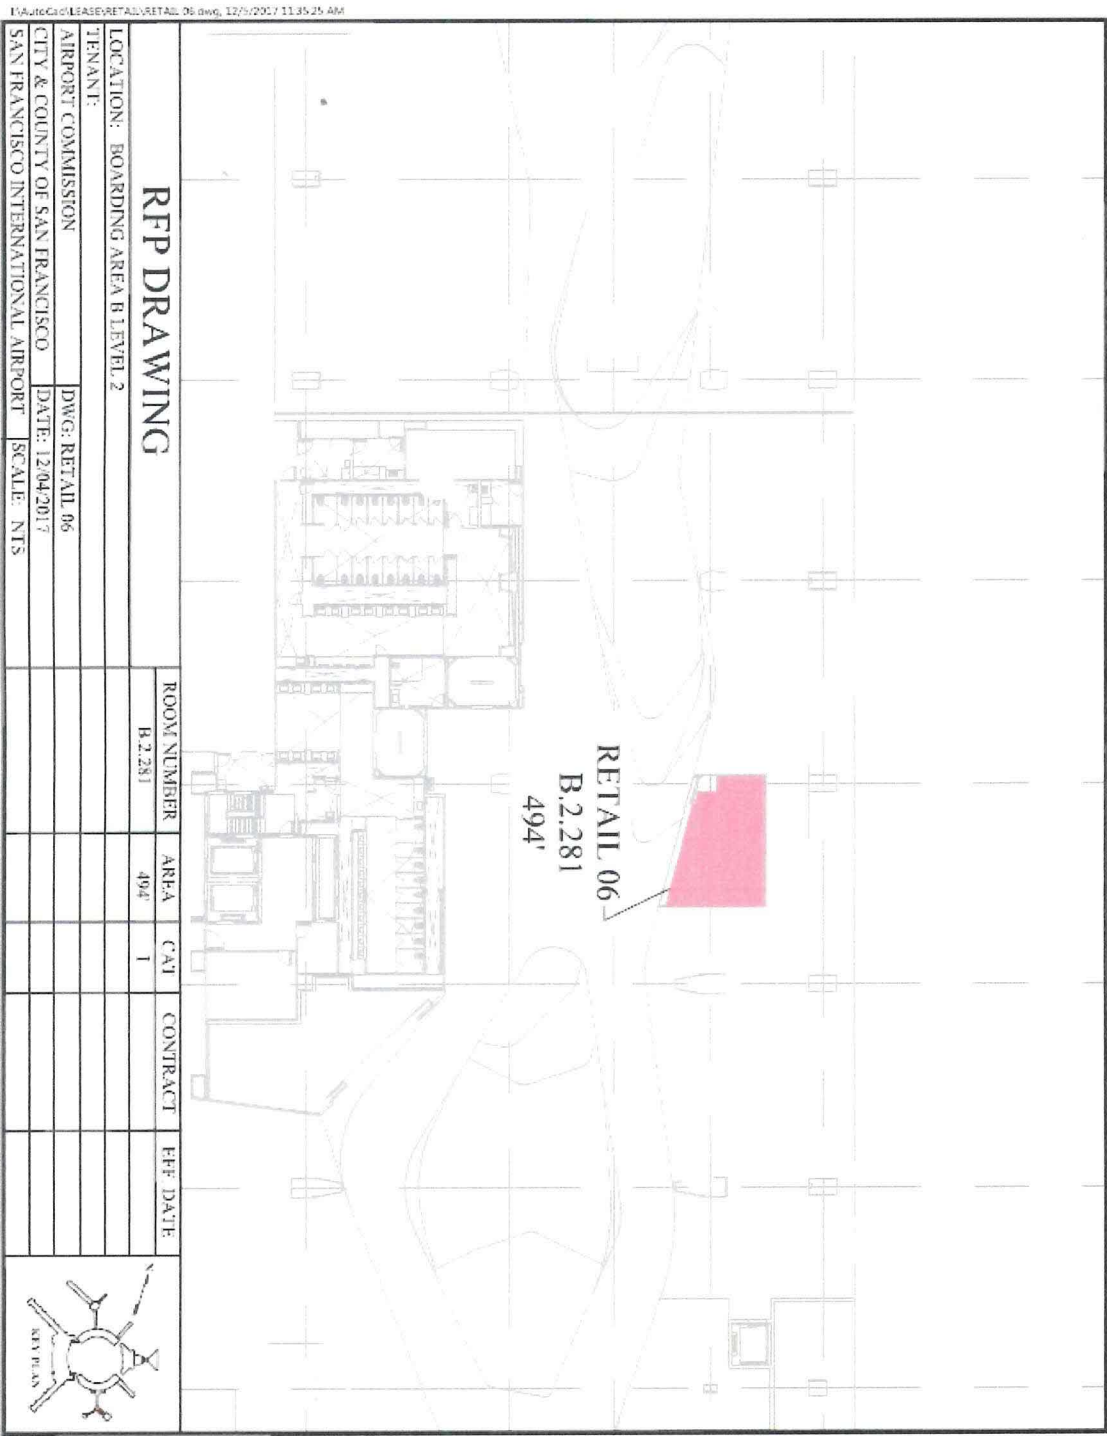 I:\AutoCad\LEASE\RETAIL\RETAIL 06.dwg, 12/5/2017 11:35:25 AM
RETAIL 06
B.2.281
494'
RFP DRAWING
LOCATION: BOARDING AREA B LEVEL 2
TENANT:
AIRPORT COMMISSION
DWG: RETAIL 06
CITY & COUNTY OF SAN FRANCISCO
DATE: 12/04/2017
SAN FRANCISCO INTERNATIONAL AIRPORT
SCALE: NTS
ROOM NUMBER AREA CAT CONTRACT EFF. DATE
B.2.281 494' 1
N
KEY PLAN